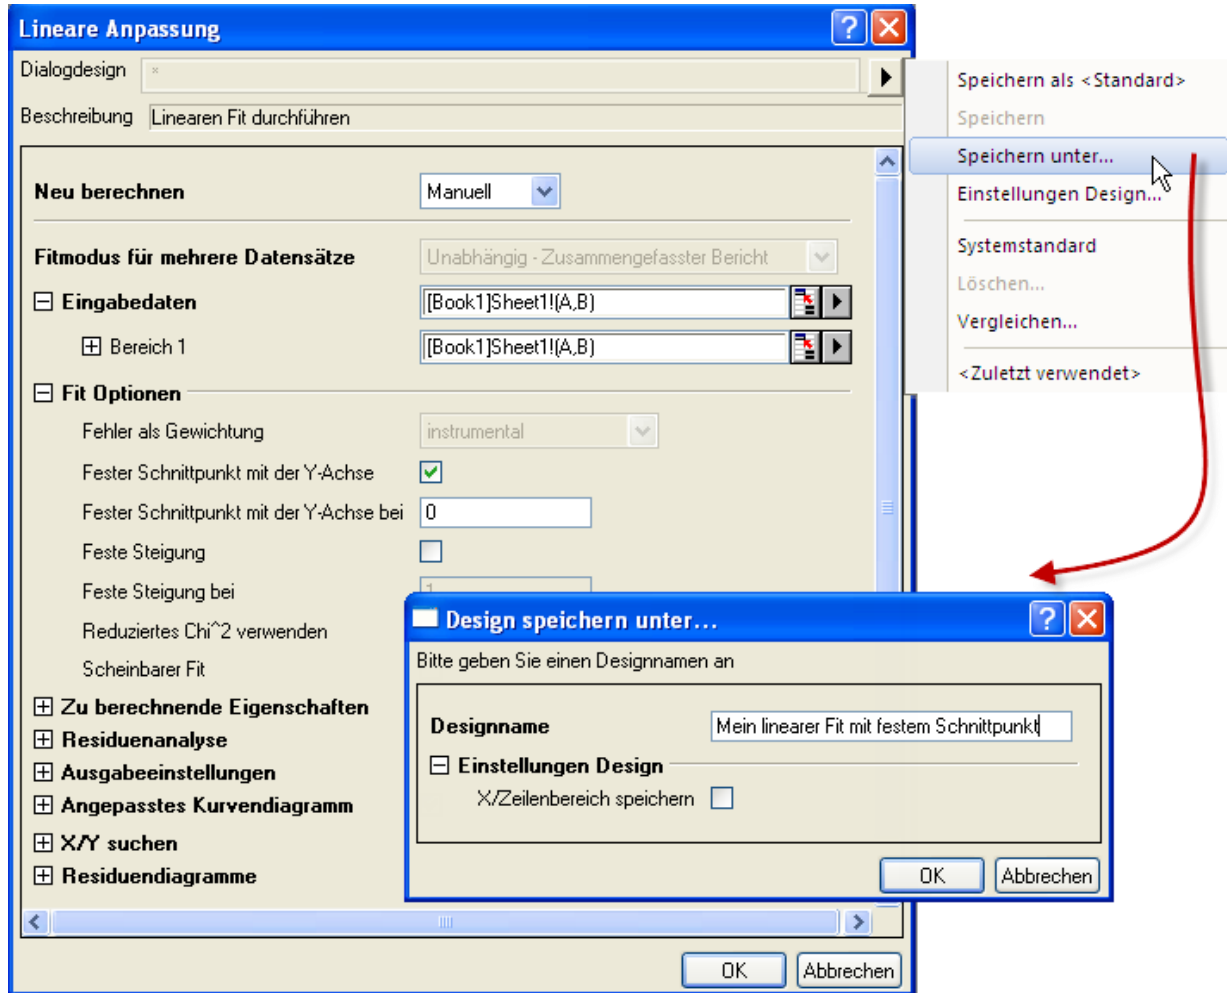 Lineare Anpassung
Dialogdesign *
Beschreibung Linearen Fit durchführen
Neu berechnen Manuell
Fitmodus für mehrere Datensätze Unabhängig - Zusammengefasster Bericht
Eingabedaten [Book1]Sheet1!(A,B)
Bereich 1 [Book1]Sheet1!(A,B)
Fit Optionen
Fehler als Gewichtung instrumental
Fester Schnittpunkt mit der Y-Achse
Fester Schnittpunkt mit der Y-Achse bei 0
Feste Steigung
Feste Steigung bei 1
Reduziertes Chi^2 verwenden
Scheinbarer Fit
Zu berechnende Eigenschaften
Residuenanalyse
Ausgabeeinstellungen
Angepasstes Kurvendiagramm
X/Y suchen
Residuendiagramme
OK Abbrechen
Speichern als <Standard>
Speichern
Speichern unter...
Einstellungen Design...
Systemstandard
Löschen...
Vergleichen...
<Zuletzt verwendet>
Design speichern unter...
Bitte geben Sie einen Designnamen an
Designname Mein linearer Fit mit festem Schnittpunkt
Einstellungen Design
X/Zeilenbereich speichern
OK Abbrechen